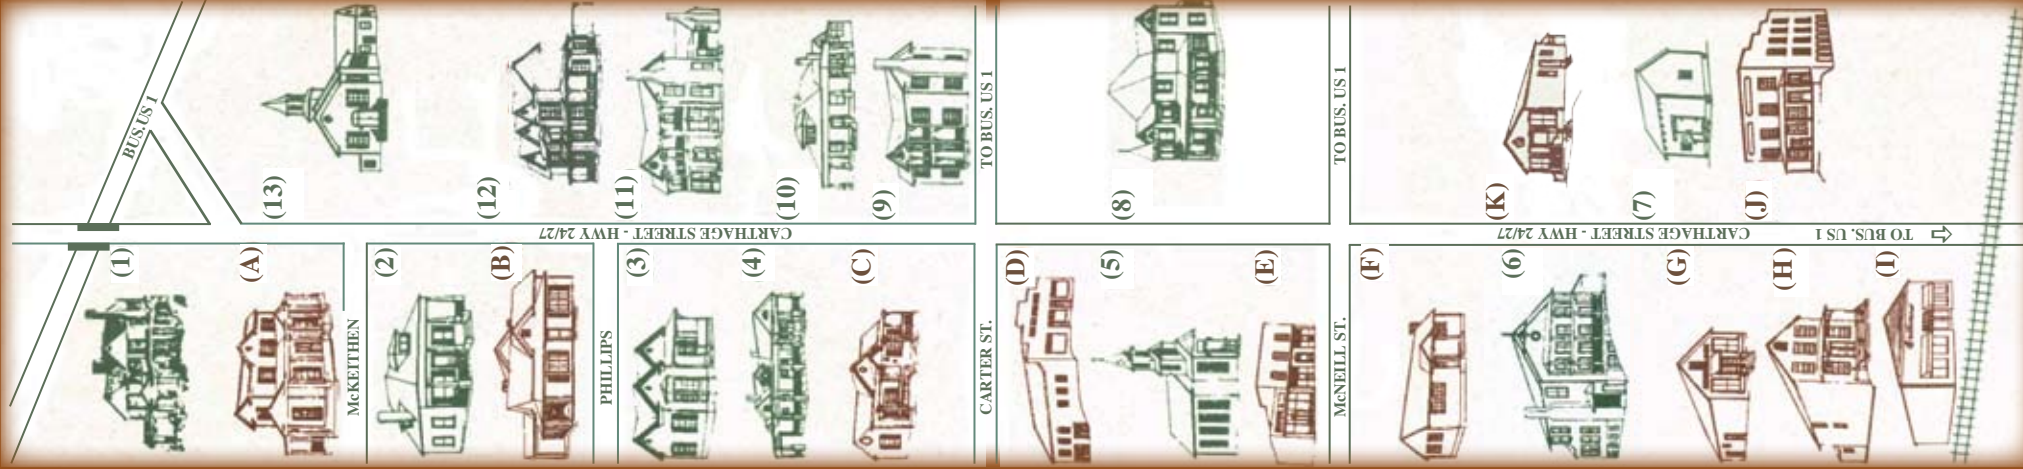 BUS.US 1
(13)
(12)
(11)
(10)
(9)
TO BUS. US 1
(8)
TO BUS. US 1
(K)
(7)
(J)
CARTHAGE STREET - HWY 24/27
CARTHAGE STREET - HWY 24/27
TO BUS. US 1
(1)
(A)
McKEITHEN
(2)
(B)
PHILLIPS
(3)
(4)
(C)
CARTER ST.
(D)
(5)
(E)
McNEILL ST.
(F)
(6)
(G)
(H)
(I)